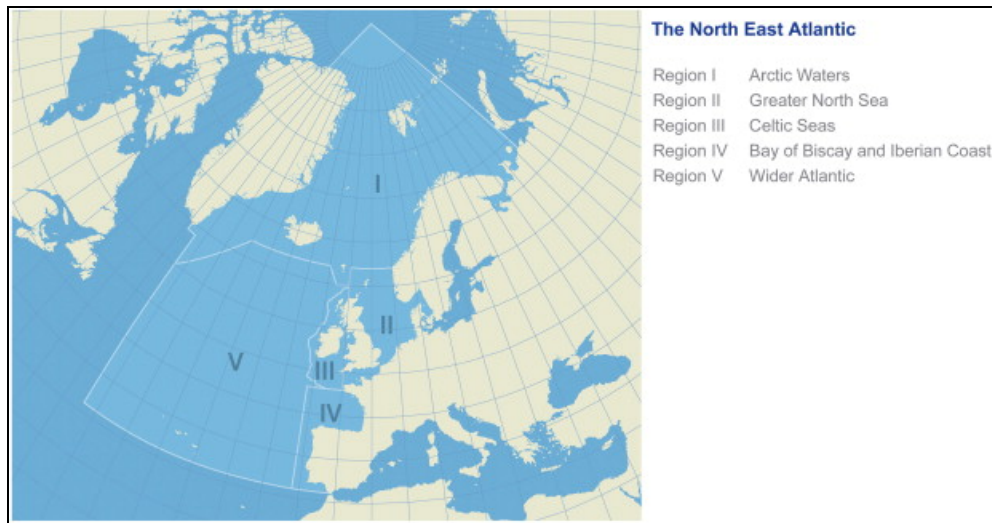 The North East Atlantic
Region I Arctic Waters
Region II Greater North Sea
Region III Celtic Seas
Region IV Bay of Biscay and Iberian Coast
Region V Wider Atlantic
I
II
V
III
IV